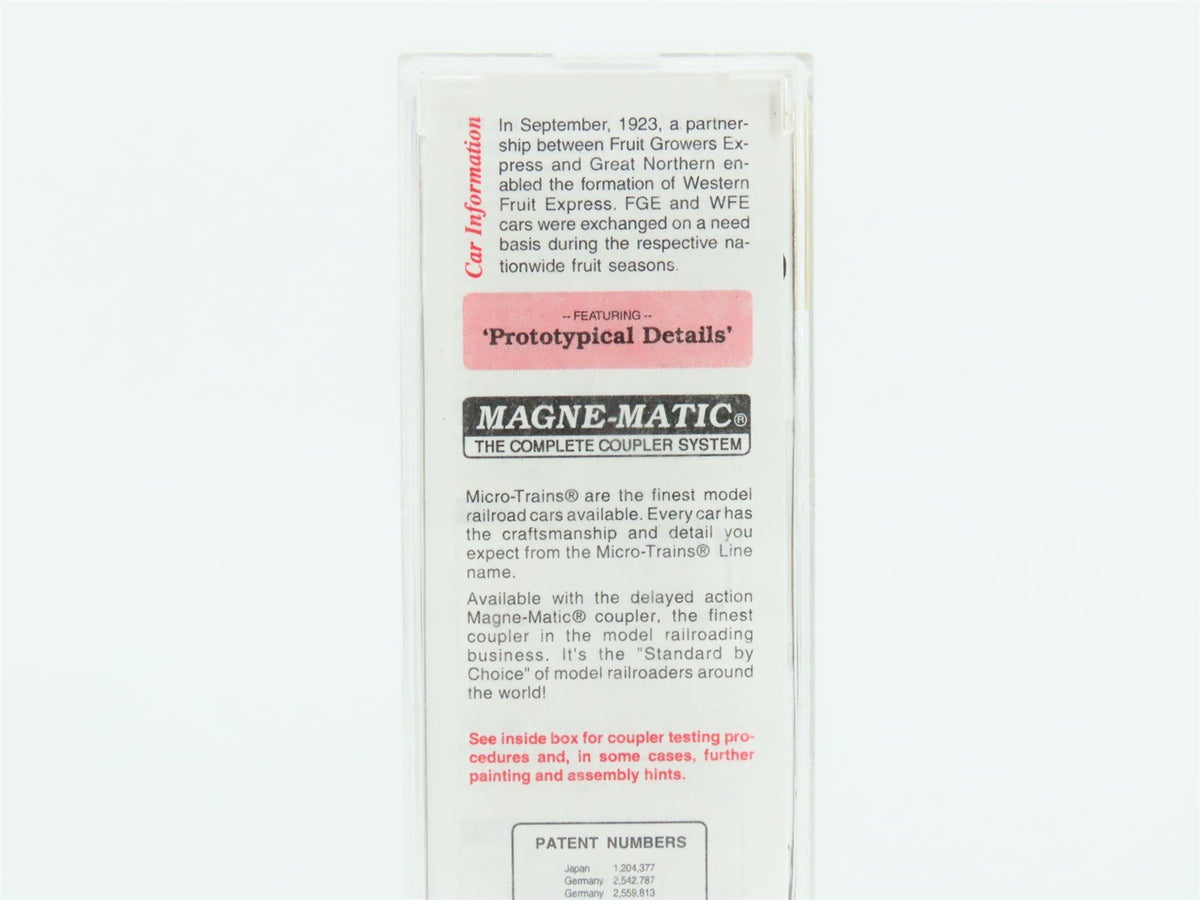 Car Information
In September, 1923, a partner-
ship between Fruit Growers Ex-
press and Great Northern en-
abled the formation of Western
Fruit Express. FGE and WFE
cars were exchanged on a need
basis during the respective na-
tionwide fruit seasons.
-- FEATURING --
'Prototypical Details'
MAGNE-MATIC®
THE COMPLETE COUPLER SYSTEM
Micro-Trains® are the finest model
railroad cars available. Every car has
the craftsmanship and detail you
expect from the Micro-Trains® Line
name.
Available with the delayed action
Magne-Matic® coupler, the finest
coupler in the model railroading
business. It's the "Standard by
Choice" of model railroaders around
the world!
See inside box for coupler testing pro-
cedures and, in some cases, further
painting and assembly hints.
PATENT NUMBERS
Japan 1,204,377
Germany 2,542,787
Germany 2,559,813